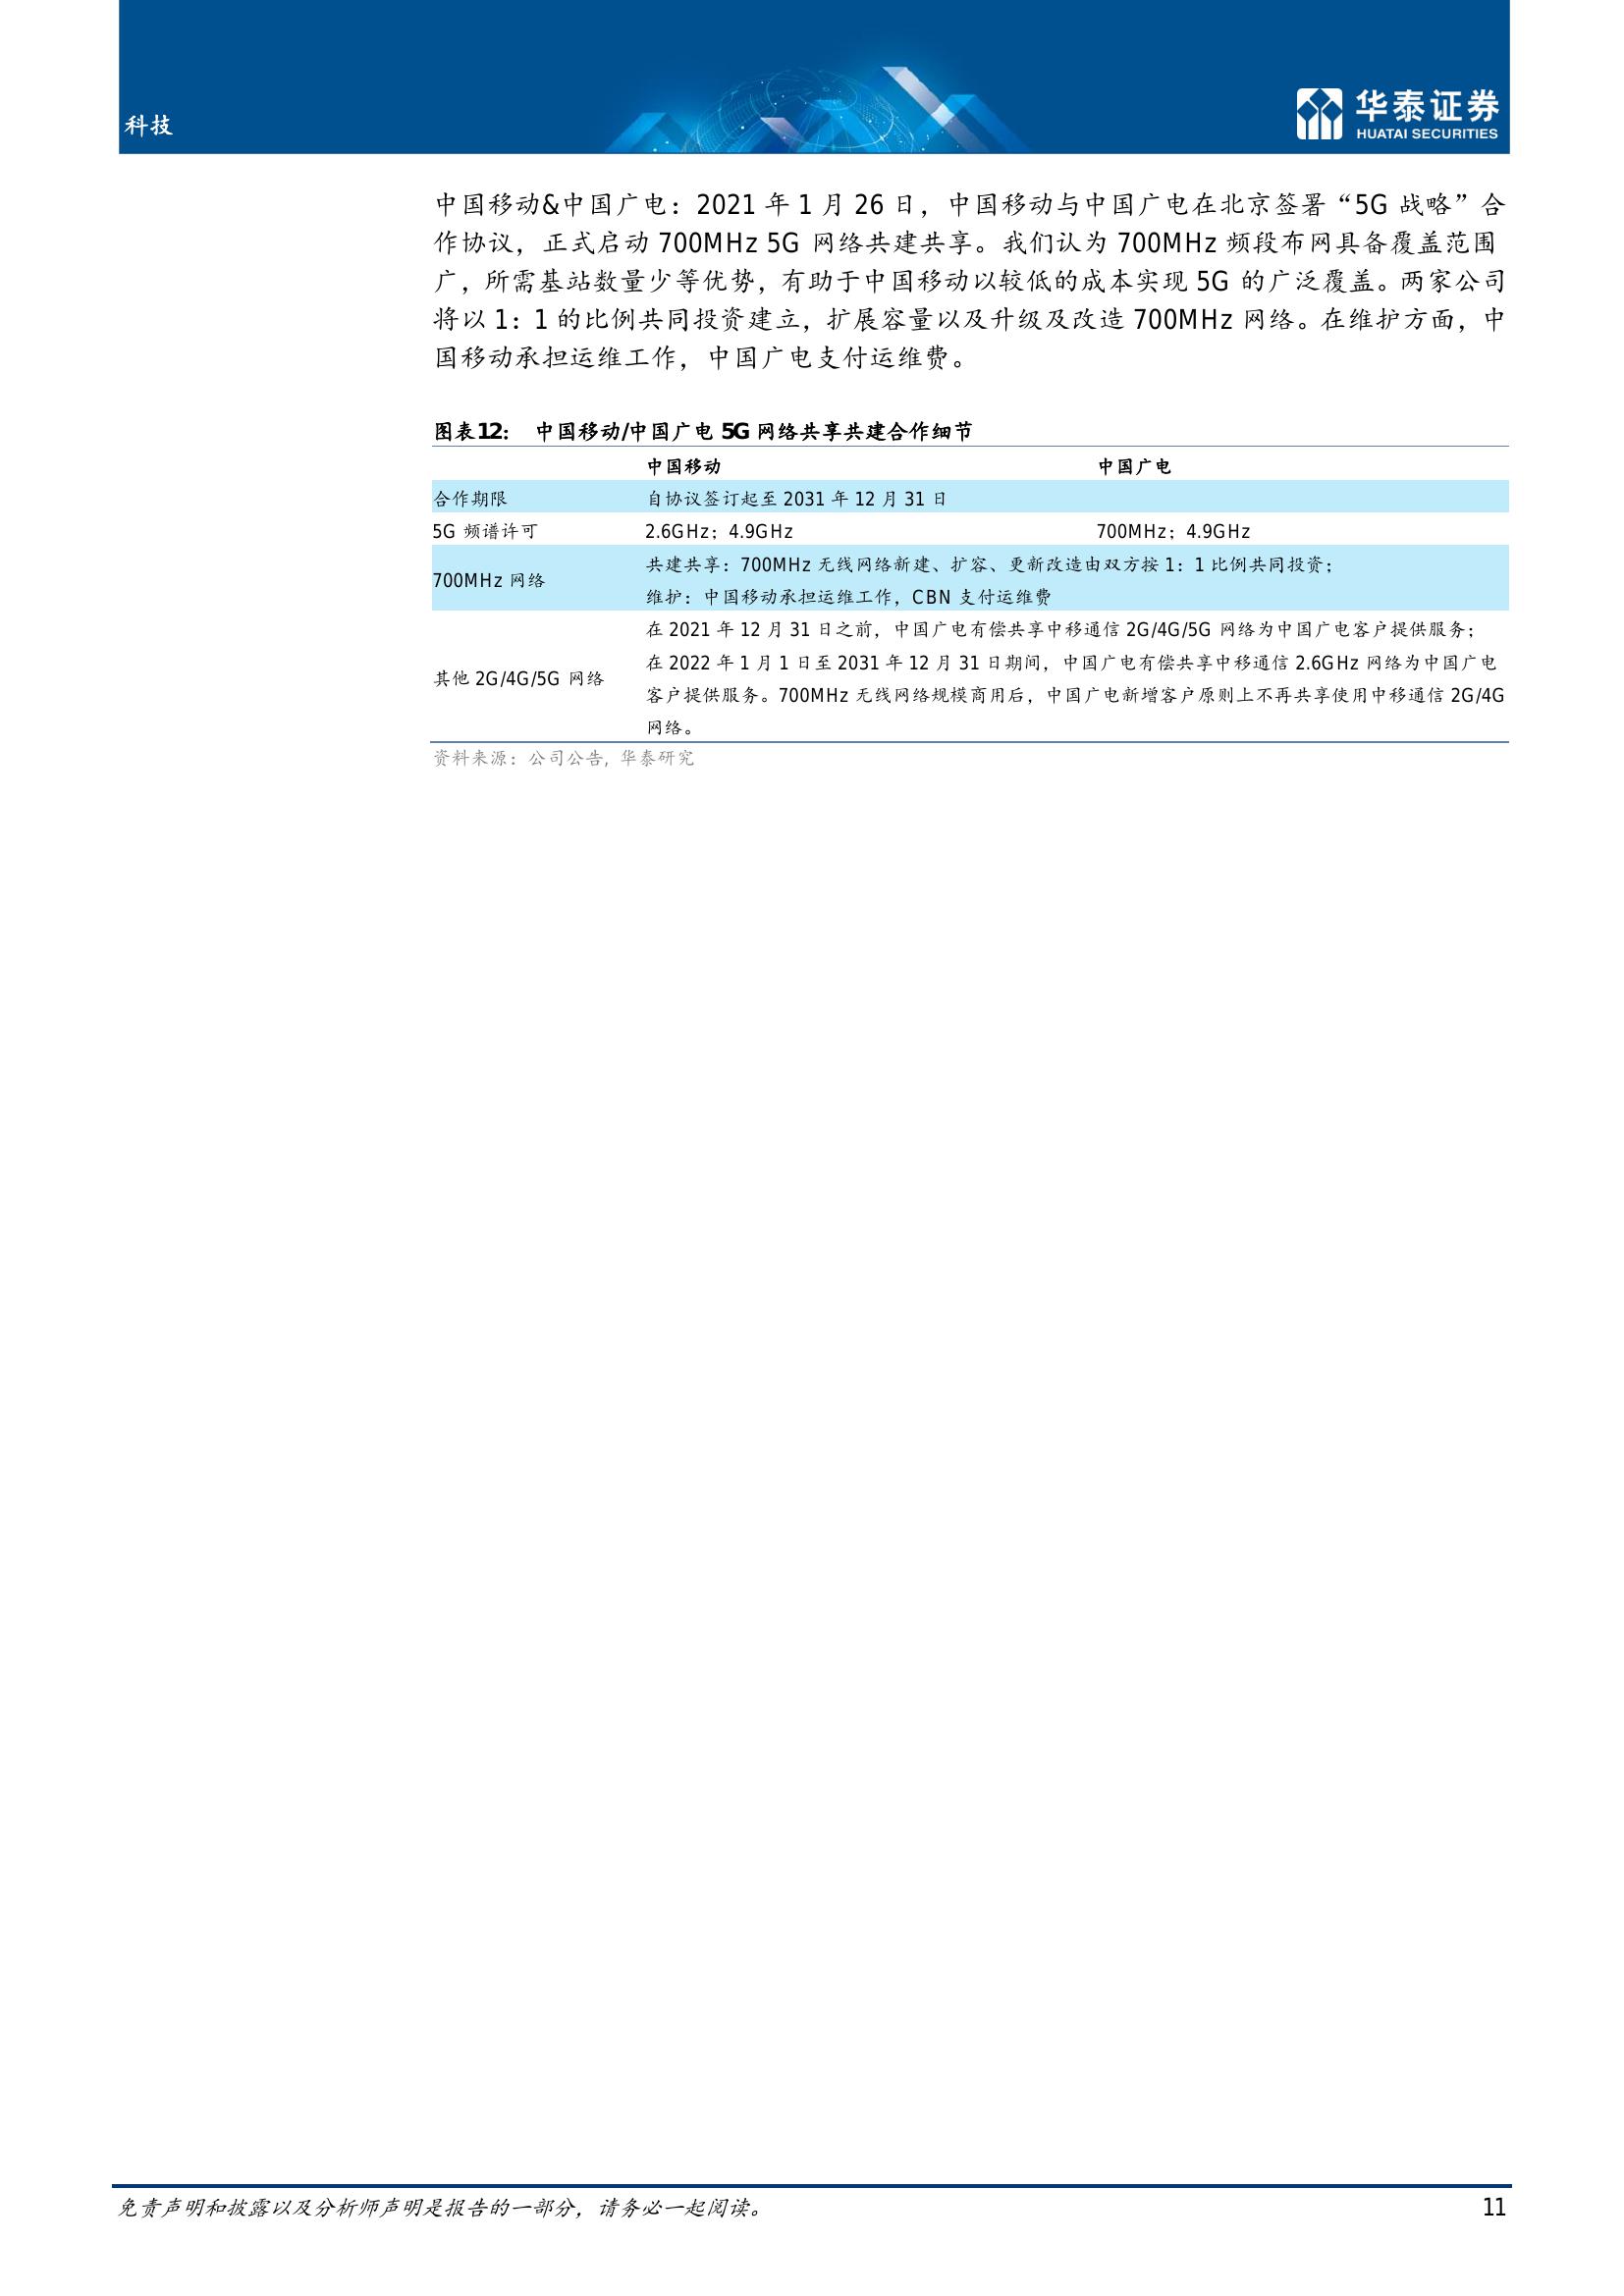 科技
华泰证券
HUATAI SECURITIES
中国移动&中国广电：2021 年 1 月 26 日，中国移动与中国广电在北京签署“5G 战略”合
作协议，正式启动 700MHz 5G 网络共建共享。我们认为 700MHz 频段布网具备覆盖范围
广，所需基站数量少等优势，有助于中国移动以较低的成本实现 5G 的广泛覆盖。两家公司
将以 1：1 的比例共同投资建立，扩展容量以及升级及改造 700MHz 网络。在维护方面，中
国移动承担运维工作，中国广电支付运维费。
图表12： 中国移动/中国广电 5G 网络共享共建合作细节
中国移动 中国广电
合作期限 自协议签订起至 2031 年 12 月 31 日
5G 频谱许可 2.6GHz；4.9GHz 700MHz；4.9GHz
700MHz 网络 共建共享：700MHz 无线网络新建、扩容、更新改造由双方按 1：1 比例共同投资；
维护：中国移动承担运维工作，CBN 支付运维费
其他 2G/4G/5G 网络 在 2021 年 12 月 31 日之前，中国广电有偿共享中移通信 2G/4G/5G 网络为中国广电客户提供服务；
在 2022 年 1 月 1 日至 2031 年 12 月 31 日期间，中国广电有偿共享中移通信 2.6GHz 网络为中国广电
客户提供服务。700MHz 无线网络规模商用后，中国广电新增客户原则上不再共享使用中移通信 2G/4G
网络。
资料来源：公司公告，华泰研究
免责声明和披露以及分析师声明是报告的一部分，请务必一起阅读。 11